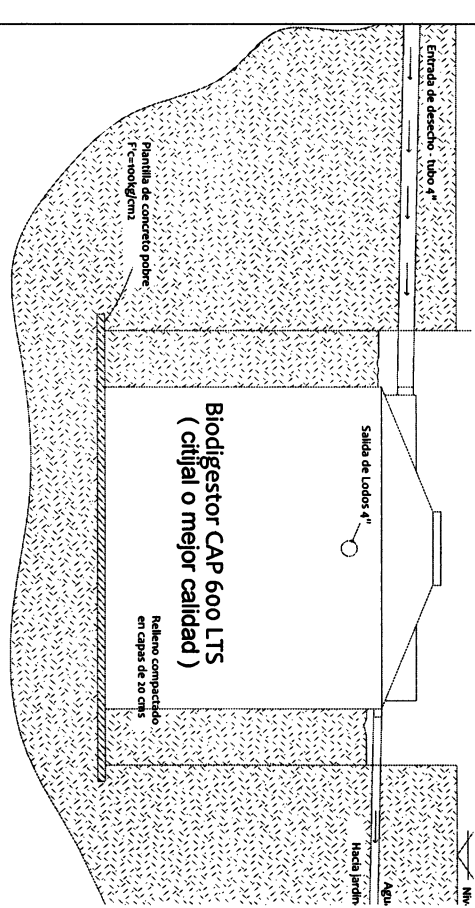 Entrada de desecho - tubo 4"
Plantilla de concreto pobre
F'c=100kg/cm2
Salida de Lodos 4"
Biodigestor CAP 600 LTS
( citijal o mejor calidad )
Relleno compactado
en capas de 20 cms
Hacia jardin